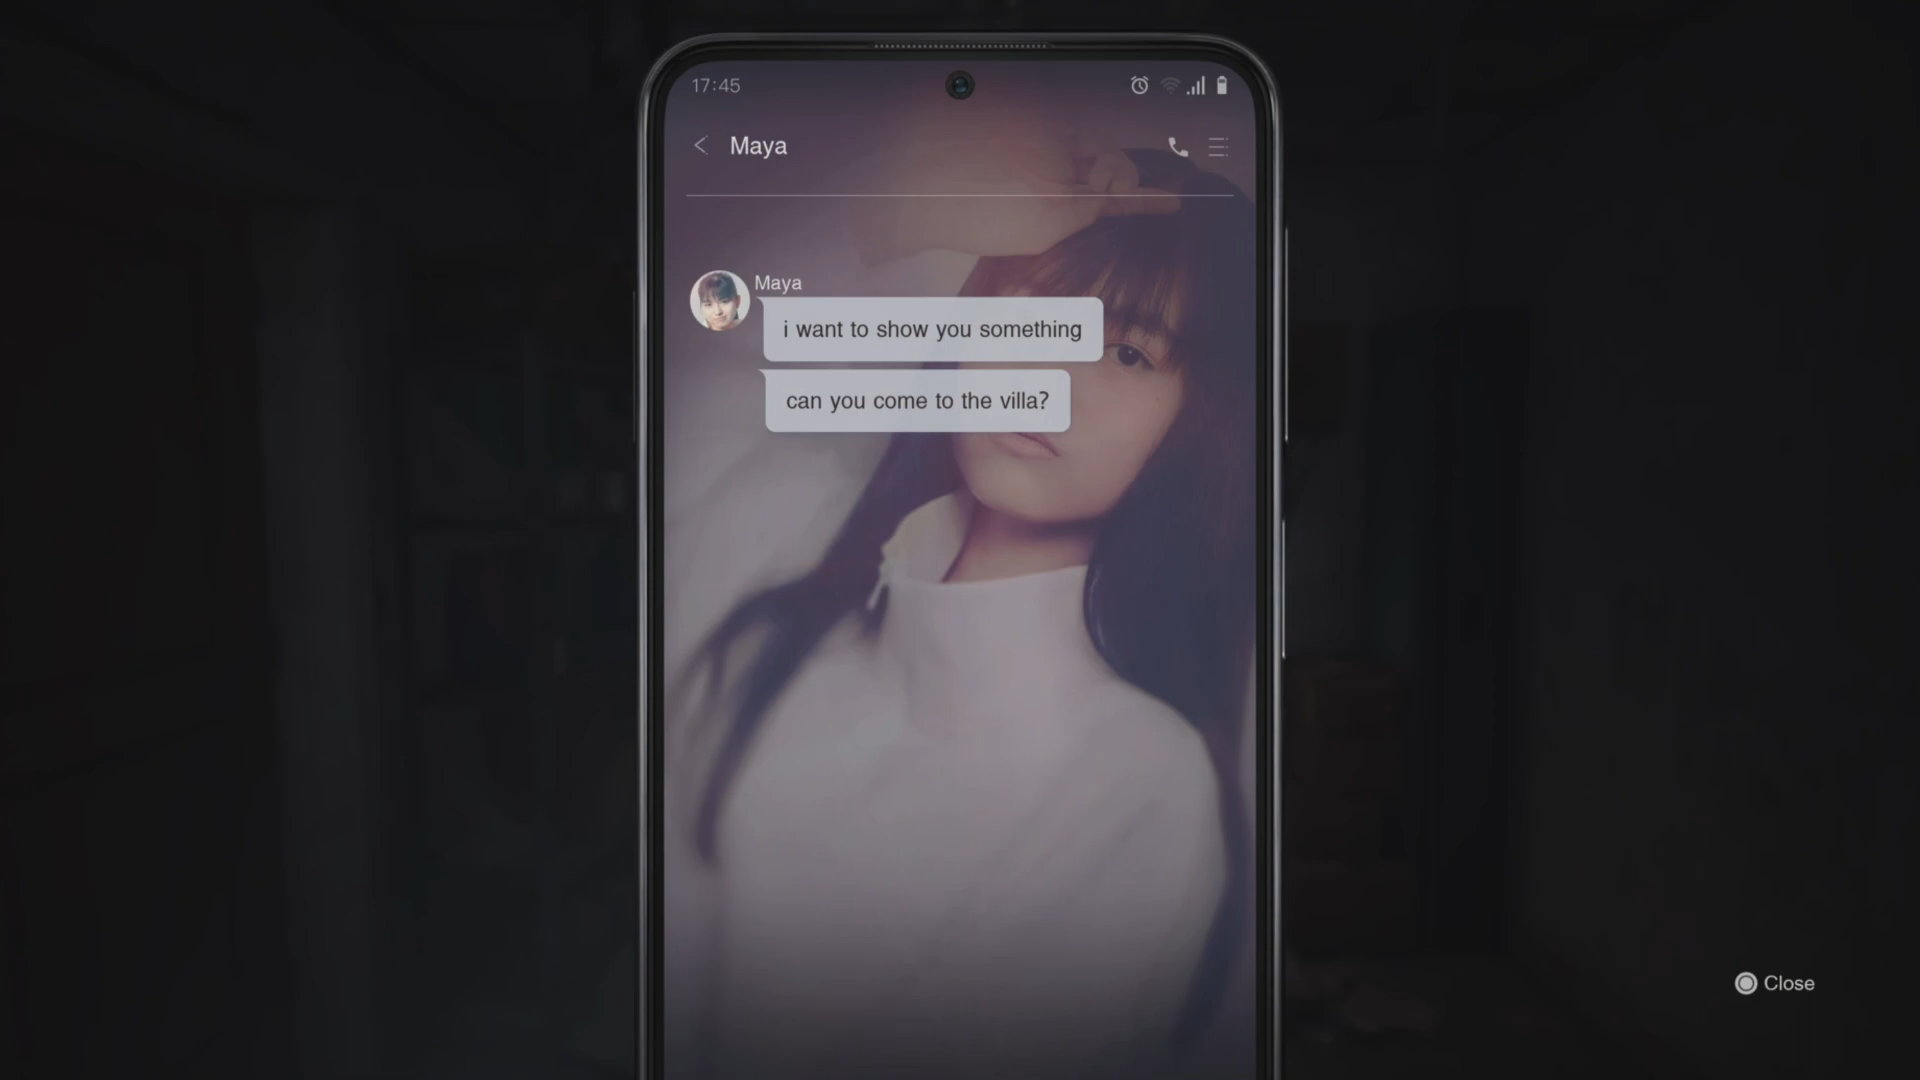 17:45
Maya
Maya
i want to show you something
can you come to the villa?
Close